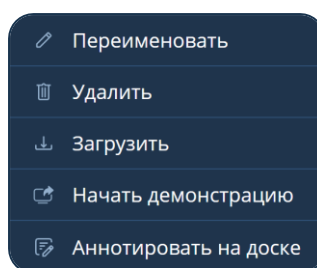 Переименовать
Удалить
Загрузить
Начать демонстрацию
Аннотировать на доске